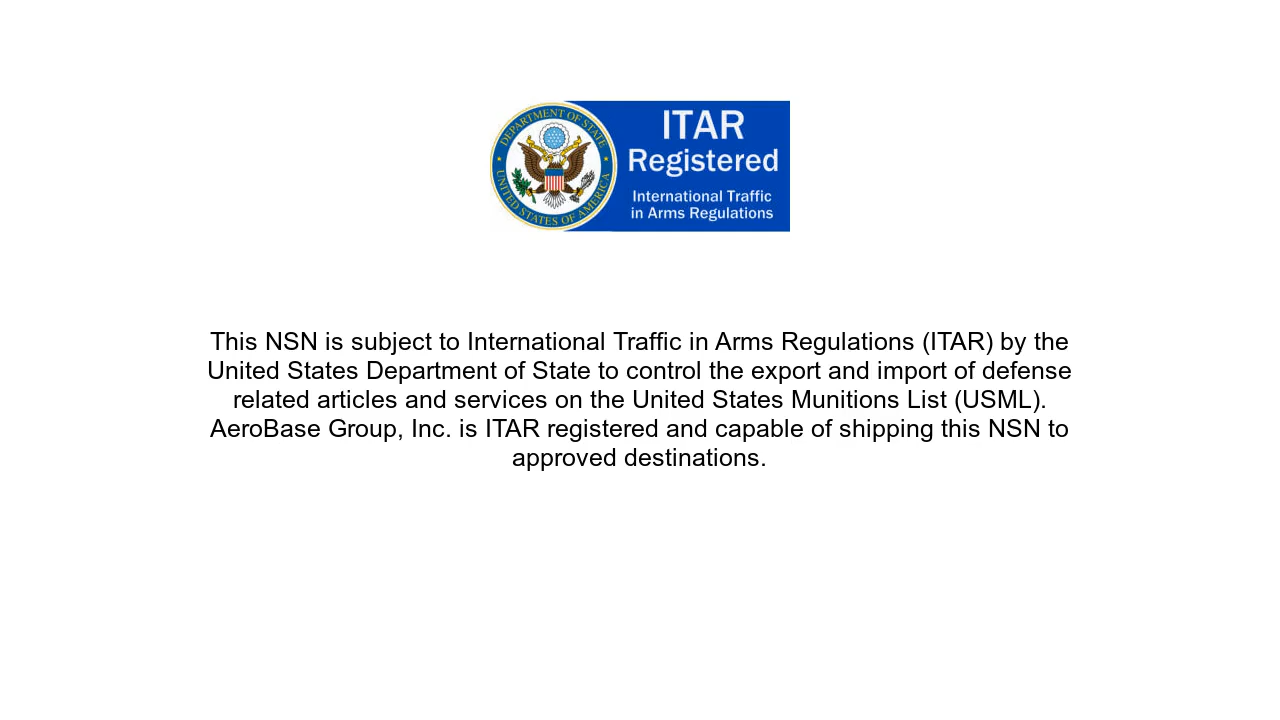 DEPARTMENT OF STATE
UNITED STATES OF AMERICA
ITAR
Registered
International Traffic
in Arms Regulations
This NSN is subject to International Traffic in Arms Regulations (ITAR) by the
United States Department of State to control the export and import of defense
related articles and services on the United States Munitions List (USML).
AeroBase Group, Inc. is ITAR registered and capable of shipping this NSN to
approved destinations.